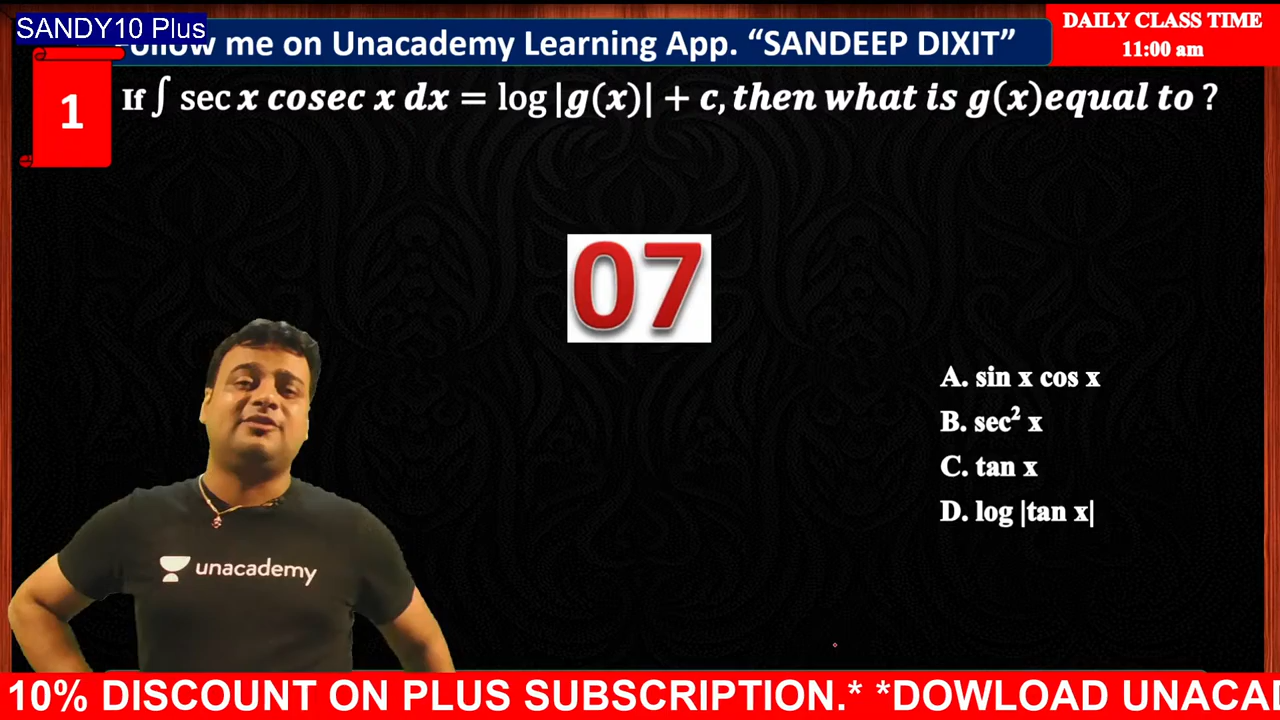 SANDY10 Plus
Follow me on Unacademy Learning App. “SANDEEP DIXIT”
DAILY CLASS TIME
11:00 am
1
If ∫ sec x cosec x dx = log |g(x)| + c, then what is g(x)equal to ?
07
A. sin x cos x
B. sec² x
C. tan x
D. log |tan x|
unacademy
10% DISCOUNT ON PLUS SUBSCRIPTION.* *DOWLOAD UNACAD